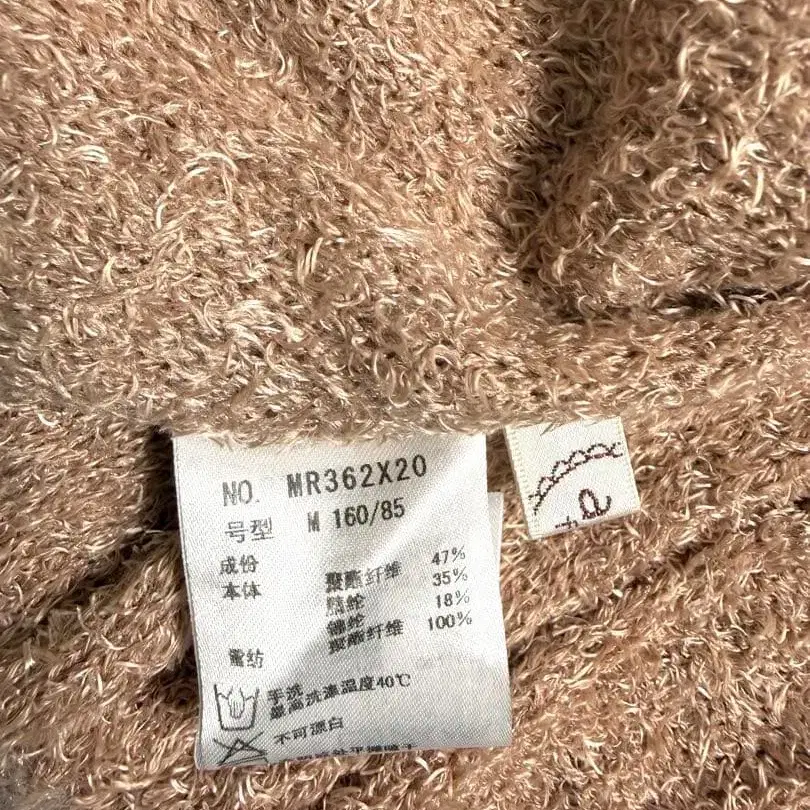 NO. MR362X20
号型 M 160/85
成份
本体 聚酯纤维 47%
腈纶 35%
锦纶 18%
雪纺 聚酯纤维 100%
手洗
最高洗涤温度40℃
不可漂白